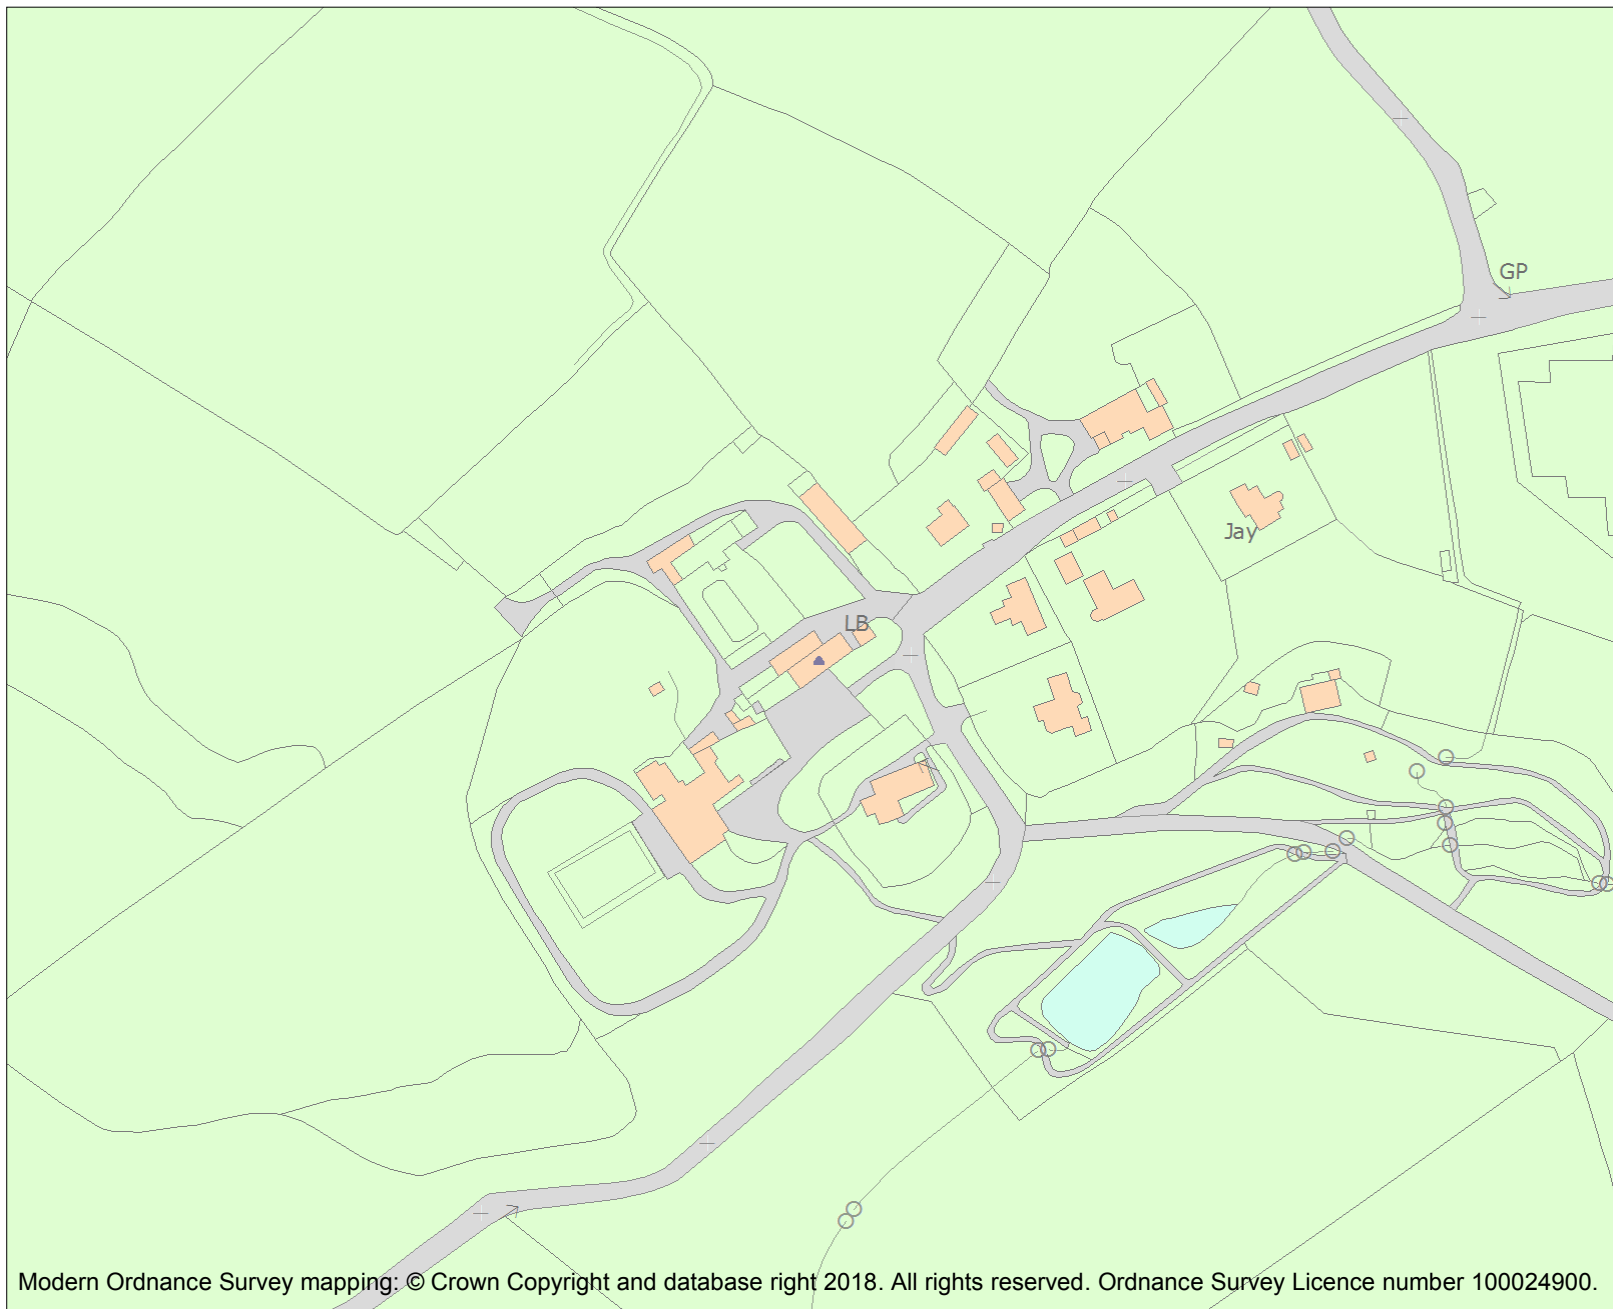 GP
Jay
LB
Modern Ordnance Survey mapping: © Crown Copyright and database right 2018. All rights reserved. Ordnance Survey Licence number 100024900.